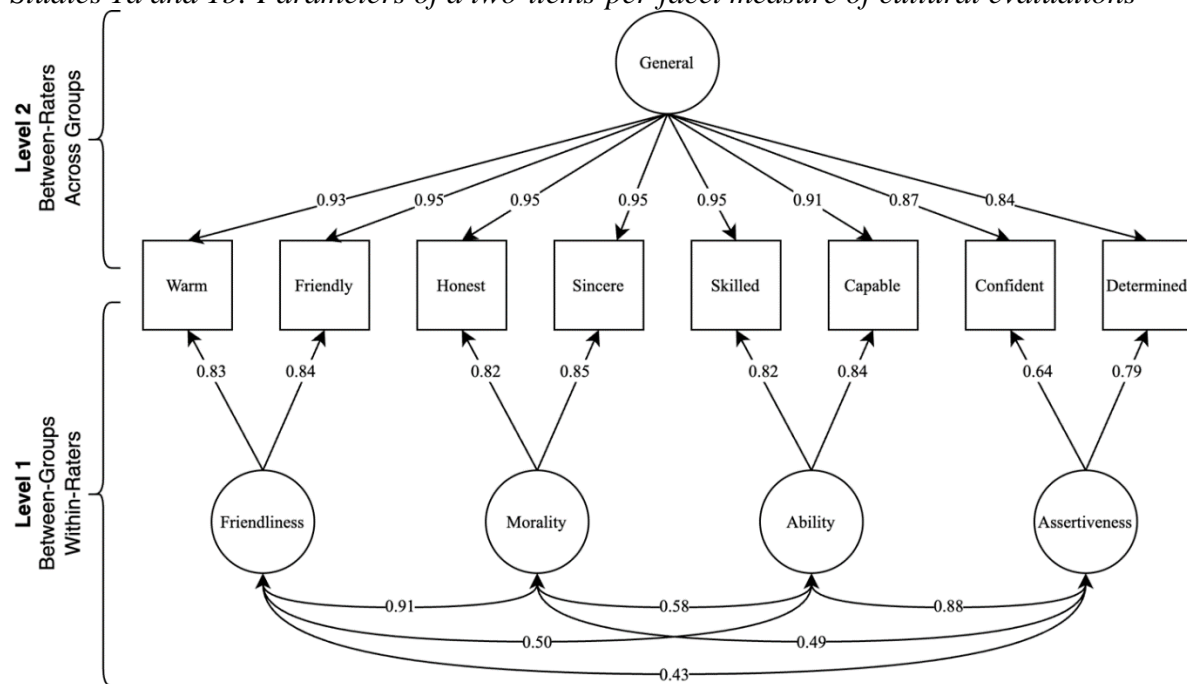 Studies 1a and 1b: Parameters of a two-items-per-facet measure of cultural evaluations
General
Level 2
Between-Raters
Across Groups
0.93
0.95
0.95
0.95
0.95
0.91
0.87
0.84
Warm
Friendly
Honest
Sincere
Skilled
Capable
Confident
Determined
0.83
0.84
0.82
0.85
0.82
0.84
0.64
0.79
Level 1
Between-Groups
Within-Raters
Friendliness
Morality
Ability
Assertiveness
0.91
0.58
0.88
0.50
0.49
0.43